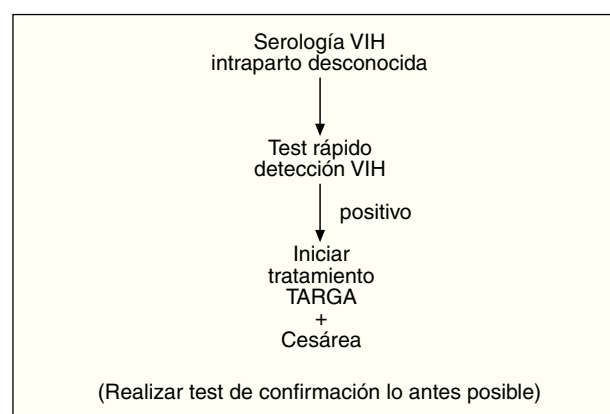 Serología VIH
intraparto desconocida
Test rápido
detección VIH
positivo
Iniciar
tratamiento
TARGA
+
Cesárea
(Realizar test de confirmación lo antes posible)